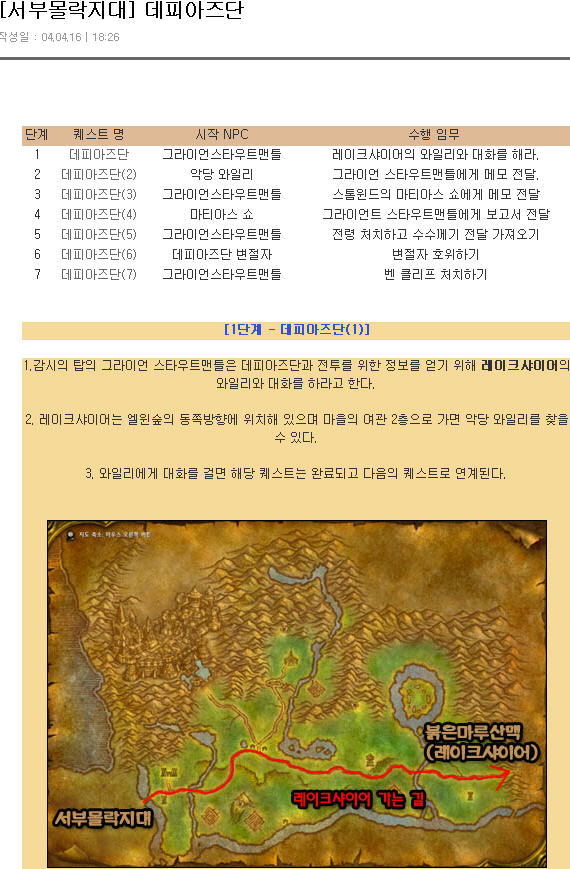 [서부몰락지대] 데피아즈단
작성일 : 04.04.16 | 18:26
단계 퀘스트 명 시작 NPC 수행 임무
1 데피아즈단 그라이언스타우트맨틀 레이크샤이어의 와일리와 대화를 해라.
2 데피아즈단(2) 악당 와일리 그라이언 스타우트맨틀에게 메모 전달.
3 데피아즈단(3) 그라이언스타우트맨틀 스톰윈드의 마티아스 쇼에게 메모 전달
4 데피아즈단(4) 마티아스 쇼 그라이언트 스타우트맨틀에게 보고서 전달
5 데피아즈단(5) 그라이언스타우트맨틀 전령 처치하고 수수께기 전달 가져오기
6 데피아즈단(6) 데피아즈단 변절자 변절자 호위하기
7 데피아즈단(7) 그라이언스타우트맨틀 벤 클리프 처치하기
[1단계 - 데피아즈단(1)]
1.감시의 탑의 그라이언 스타우트맨틀은 데피아즈단과 전투를 위한 정보를 얻기 위해 레이크샤이어의
와일리와 대화를 하라고 한다.
2. 레이크샤이어는 엘윈숲의 동쪽방향에 위치해 있으며 마을의 여관 2층으로 가면 악당 와일리를 찾을
수 있다.
3. 와일리에게 대화를 걸면 해당 퀘스트는 완료되고 다음의 퀘스트로 연계된다.
지도 축소: 마우스 오른쪽 버튼
붉은마루산맥
(레이크샤이어)
레이크샤이어 가는 길
서부몰락지대